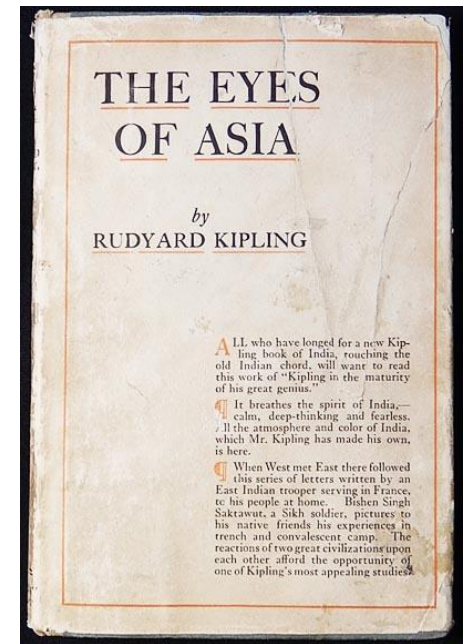 THE EYES
OF ASIA
by
RUDYARD KIPLING
ALL who have longed for a new Kip-
ling book of India, touching the
old Indian chord, will want to read
this work of "Kipling in the maturity
of his great genius."
¶ It breathes the spirit of India,—
calm, deep-thinking and fearless.
All the atmosphere and color of India,
which Mr. Kipling has made his own,
is here.
¶ When West met East there followed
this series of letters written by an
East Indian trooper serving in France,
to his people at home. Bishen Singh
Saktawut, a Sikh soldier, pictures to
his native friends his experiences in
trench and convalescent camp. The
reactions of two great civilizations upon
each other afford the opportunity of
one of Kipling's most appealing studies.